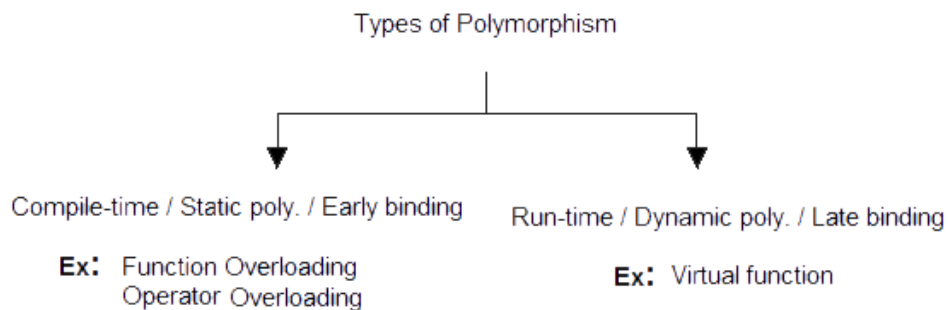 Types of Polymorphism
Compile-time / Static poly. / Early binding
Ex: Function Overloading
Operator Overloading
Run-time / Dynamic poly. / Late binding
Ex: Virtual function